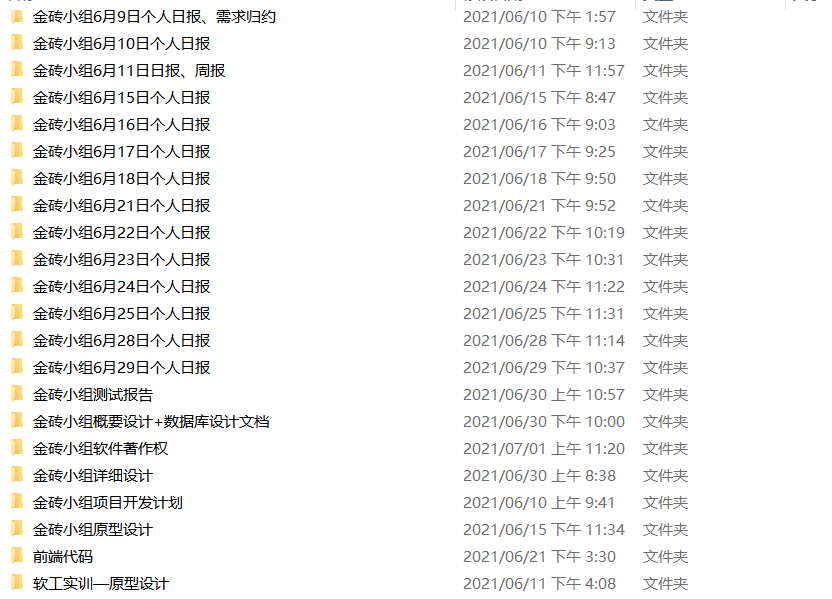 金砖小组6月9日个人日报、需求归约 2021/06/10 下午 1:57 文件夹
金砖小组6月10日个人日报 2021/06/10 下午 9:13 文件夹
金砖小组6月11日日报、周报 2021/06/11 下午 11:57 文件夹
金砖小组6月15日个人日报 2021/06/15 下午 8:47 文件夹
金砖小组6月16日个人日报 2021/06/16 下午 9:03 文件夹
金砖小组6月17日个人日报 2021/06/17 下午 9:25 文件夹
金砖小组6月18日个人日报 2021/06/18 下午 9:50 文件夹
金砖小组6月21日个人日报 2021/06/21 下午 9:52 文件夹
金砖小组6月22日个人日报 2021/06/22 下午 10:19 文件夹
金砖小组6月23日个人日报 2021/06/23 下午 10:31 文件夹
金砖小组6月24日个人日报 2021/06/24 下午 11:22 文件夹
金砖小组6月25日个人日报 2021/06/25 下午 11:31 文件夹
金砖小组6月28日个人日报 2021/06/28 下午 11:14 文件夹
金砖小组6月29日个人日报 2021/06/29 下午 10:37 文件夹
金砖小组测试报告 2021/06/30 上午 10:57 文件夹
金砖小组概要设计+数据库设计文档 2021/06/30 下午 10:00 文件夹
金砖小组软件著作权 2021/07/01 上午 11:20 文件夹
金砖小组详细设计 2021/06/30 上午 8:38 文件夹
金砖小组项目开发计划 2021/06/10 上午 9:41 文件夹
金砖小组原型设计 2021/06/15 下午 11:34 文件夹
前端代码 2021/06/21 下午 3:30 文件夹
软工实训—原型设计 2021/06/11 下午 4:08 文件夹